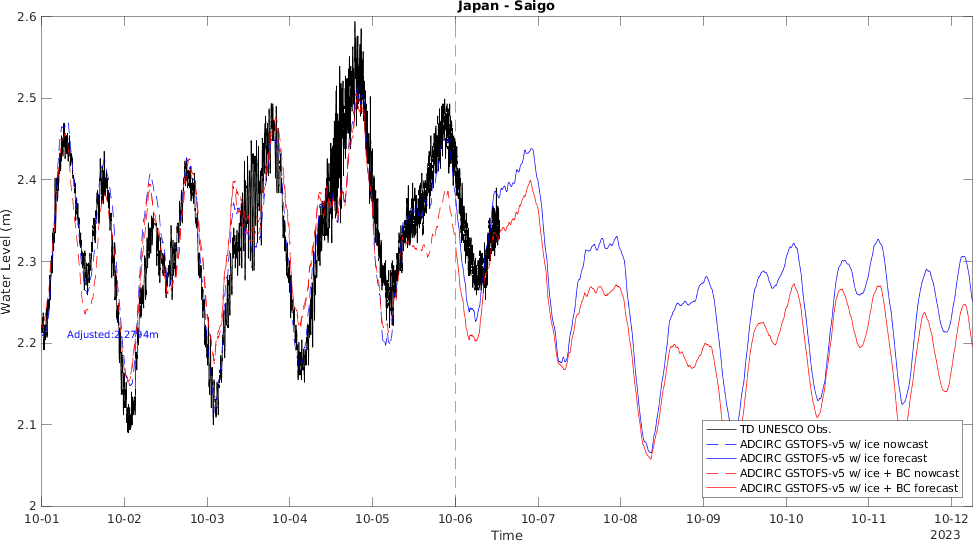 Japan - Saigo
Water Level (m)
2.6
2.5
2.4
2.3
2.2
2.1
2
Adjusted:2.2794m
TD UNESCO Obs.
ADCIRC GSTOFS-v5 w/ ice nowcast
ADCIRC GSTOFS-v5 w/ ice forecast
ADCIRC GSTOFS-v5 w/ ice + BC nowcast
ADCIRC GSTOFS-v5 w/ ice + BC forecast
10-01 10-02 10-03 10-04 10-05 10-06 10-07 10-08 10-09 10-10 10-11 10-12
2023
Time